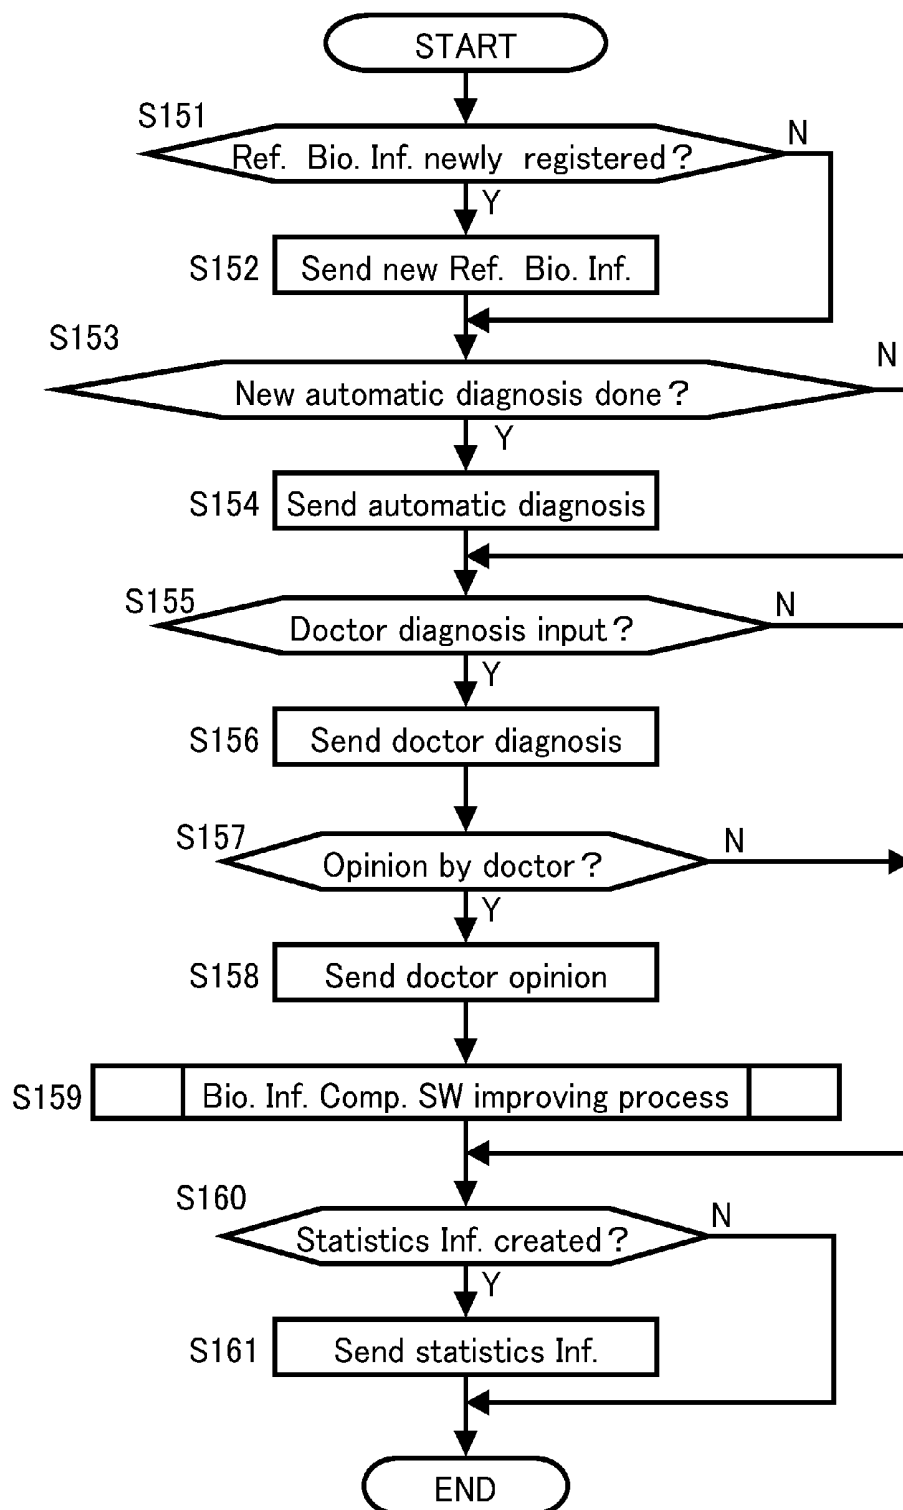 START
S151
Ref. Bio. Inf. newly registered?
N
Y
S152
Send new Ref. Bio. Inf.
S153
New automatic diagnosis done?
N
Y
S154
Send automatic diagnosis
S155
Doctor diagnosis input?
N
Y
S156
Send doctor diagnosis
S157
Opinion by doctor?
N
Y
S158
Send doctor opinion
S159
Bio. Inf. Comp. SW improving process
S160
Statistics Inf. created?
N
Y
S161
Send statistics Inf.
END